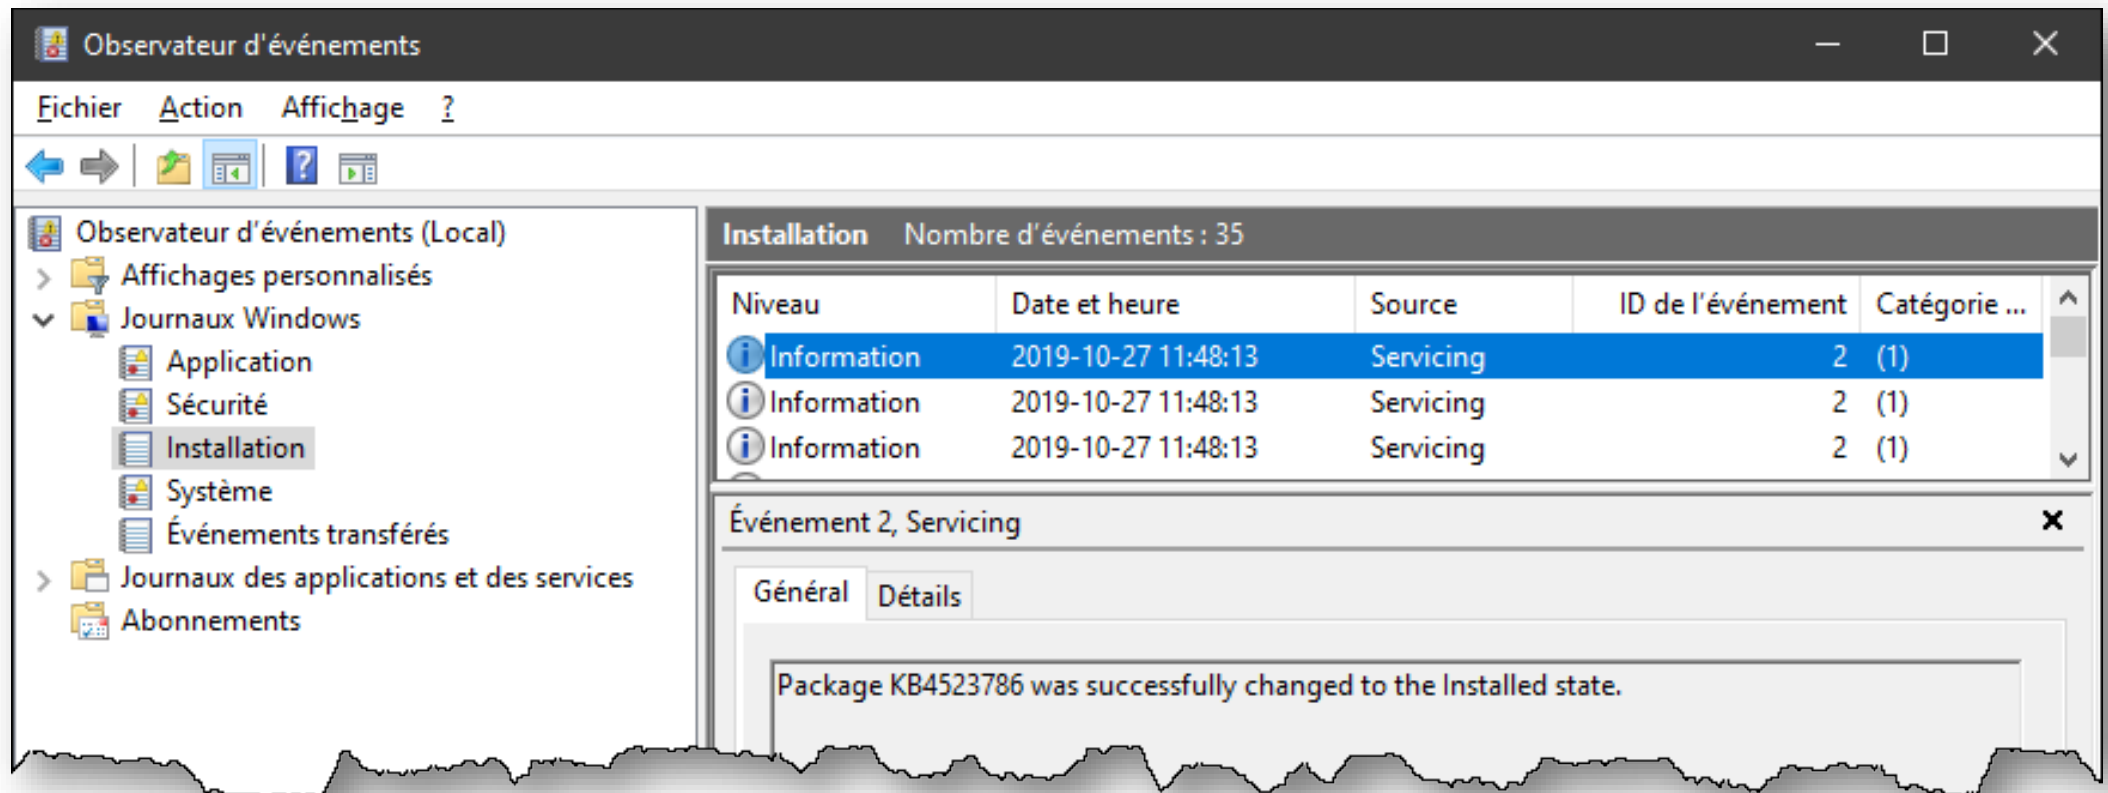 Observateur d'événements
Fichier Action Affichage ?
Observateur d'événements (Local)
Affichages personnalisés
Journaux Windows
Application
Sécurité
Installation
Système
Événements transférés
Journaux des applications et des services
Abonnements
Installation Nombre d'événements : 35
Niveau Date et heure Source ID de l'événement Catégorie ...
Information 2019-10-27 11:48:13 Servicing 2 (1)
Information 2019-10-27 11:48:13 Servicing 2 (1)
Information 2019-10-27 11:48:13 Servicing 2 (1)
Événement 2, Servicing
Général Détails
Package KB4523786 was successfully changed to the Installed state.